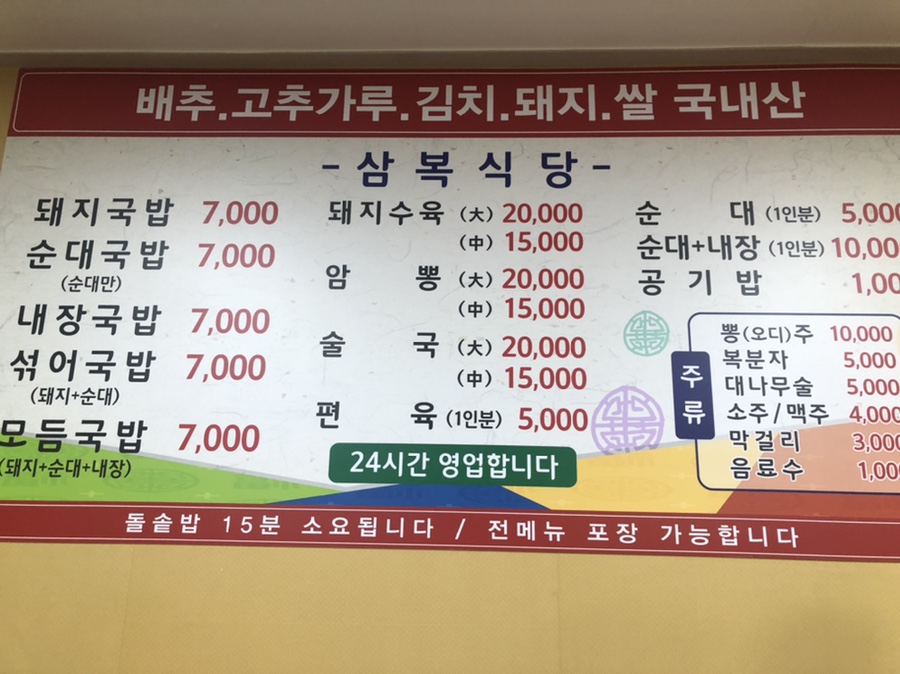 배추.고추가루.김치.돼지.쌀 국내산
-삼복식당-
돼지국밥 7,000
순대국밥 7,000
(순대만)
내장국밥 7,000
섞어국밥 7,000
(돼지+순대)
모듬국밥 7,000
(돼지+순대+내장)
돼지수육 (大) 20,000
(中) 15,000
암뽕 (大) 20,000
(中) 15,000
술국 (大) 20,000
(中) 15,000
편육 (1인분) 5,000
24시간 영업합니다
순대 (1인분) 5,000
순대+내장 (1인분) 10,00
공기밥 1,00
주류
뽕(오디)주 10,000
복분자 5,000
대나무술 5,000
소주/맥주 4,000
막걸리 3,000
음료수 1,000
돌솥밥 15분 소요됩니다 / 전메뉴 포장 가능합니다